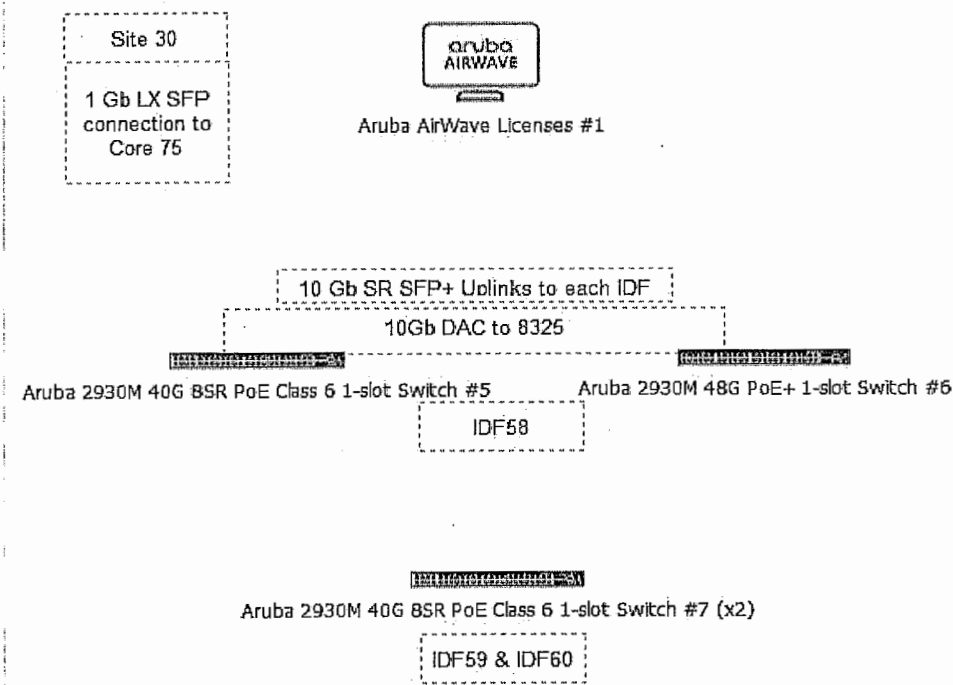 Site 30
1 Gb LX SFP
connection to
Core 75
aruba
AIRWAVE
Aruba AirWave Licenses #1
10 Gb SR SFP+ Uplinks to each IDF
10Gb DAC to 8325
Aruba 2930M 40G 8SR PoE Class 6 1-slot Switch #5
Aruba 2930M 48G PoE+ 1-slot Switch #6
IDF58
Aruba 2930M 40G 8SR PoE Class 6 1-slot Switch #7 (x2)
IDF59 & IDF60